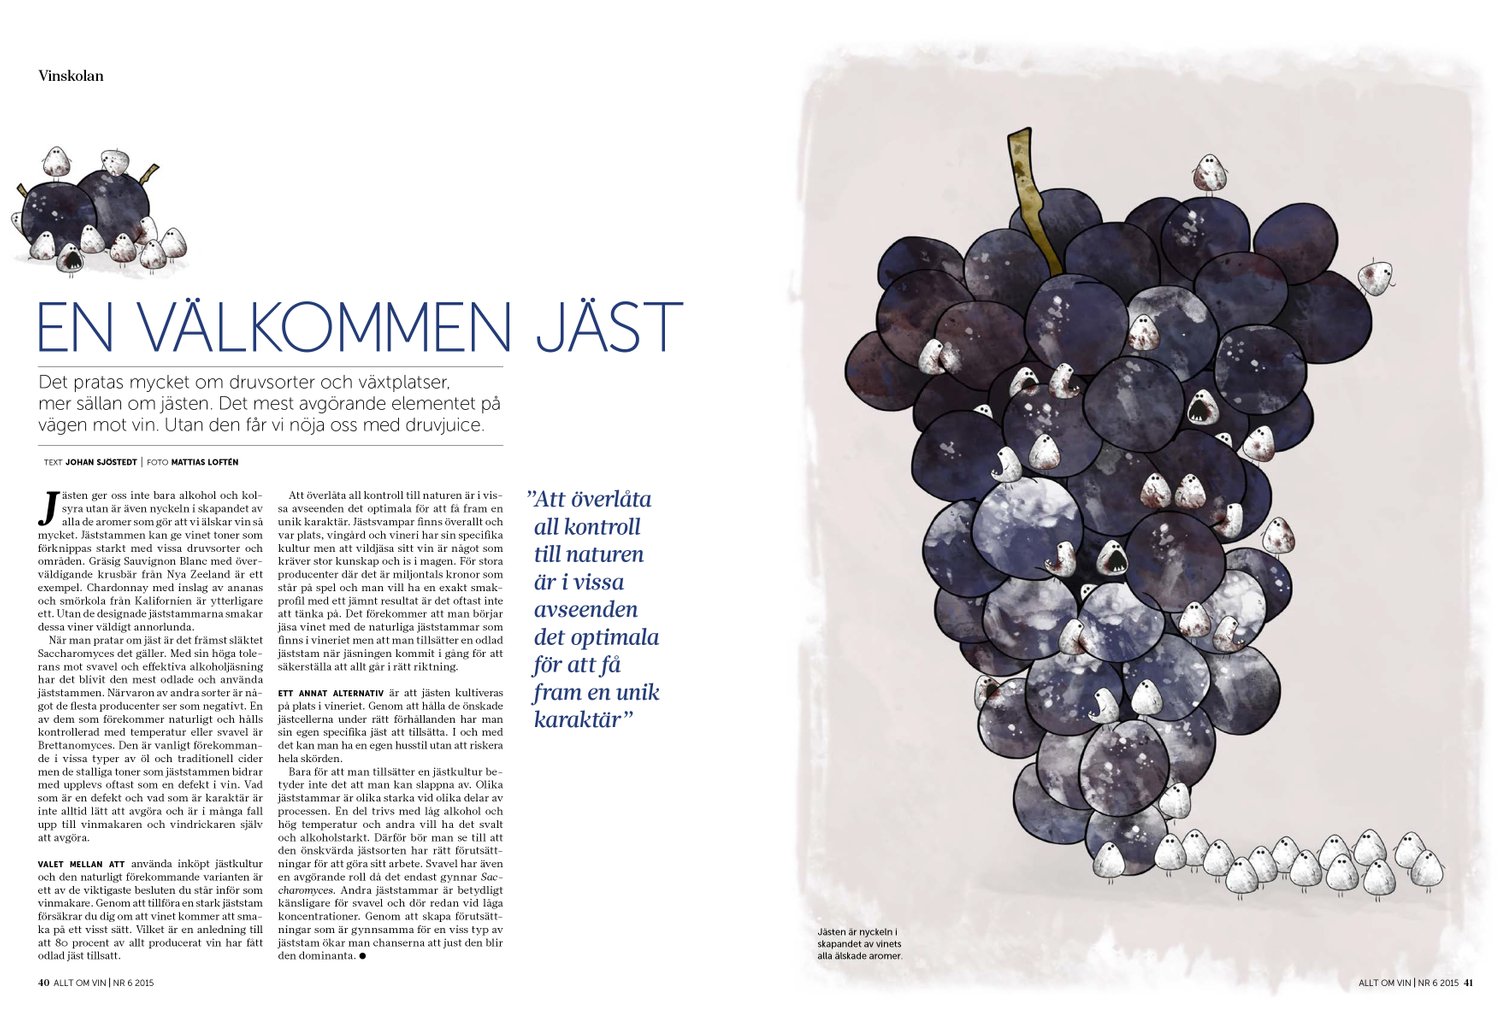 Vinskolan
EN VÄLKOMMEN JÄST
Det pratas mycket om druvsorter och växtplatser,
mer sällan om jästen. Det mest avgörande elementet på
vägen mot vin. Utan den får vi nöja oss med druvjuice.
TEXT JOHAN SJÖSTEDT | FOTO MATTIAS LOFTÉN
Jästen ger oss inte bara alkohol och kol-
syra utan är även nyckeln i skapandet av
alla de aromer som gör att vi älskar vin så
mycket. Jäststammen kan ge vinet toner som
förknippas starkt med vissa druvsorter och
områden. Gräsig Sauvignon Blanc med över-
väldigande krusbär från Nya Zeeland är ett
exempel. Chardonnay med inslag av ananas
och smörkola från Kalifornien är ytterligare
ett. Utan de designade jäststammarna smakar
dessa viner väldigt annorlunda.
När man pratar om jäst är det främst släktet
Saccharomyces det gäller. Med sin höga tole-
rans mot svavel och effektiva alkoholjäsning
har det blivit den mest odlade och använda
jäststammen. Närvaron av andra sorter är nå-
got de flesta producenter ser som negativt. En
av dem som förekommer naturligt och hålls
kontrollerad med temperatur eller svavel är
Brettanomyces. Den är vanligt förekomman-
de i vissa typer av öl och traditionell cider
men de stalliga toner som jäststammen bidrar
med upplevs oftast som en defekt i vin. Vad
som är en defekt och vad som är karaktär är
inte alltid lätt att avgöra och är i många fall
upp till vinmakaren och vindrickaren själv
att avgöra.
VALET MELLAN ATT använda inköpt jästkultur
och den naturligt förekommande varianten är
ett av de viktigaste besluten du står inför som
vinmakare. Genom att tillföra en stark jäststam
försäkrar du dig om att vinet kommer att sma-
ka på ett visst sätt. Vilket är en anledning till
att 80 procent av allt producerat vin har fått
odlad jäst tillsatt.
Att överlåta all kontroll till naturen är i vis-
sa avseenden det optimala för att få fram en
unik karaktär. Jästsvampar finns överallt och
var plats, vingård och vineri har sin specifika
kultur men att vildjäsa sitt vin är något som
kräver stor kunskap och is i magen. För stora
producenter där det är miljontals kronor som
står på spel och man vill ha en exakt smak-
profil med ett jämnt resultat är det oftast inte
att tänka på. Det förekommer att man börjar
jäsa vinet med de naturliga jäststammar som
finns i vineriet men att man tillsätter en odlad
jäststam när jäsningen kommit i gång för att
säkerställa att allt går i rätt riktning.
ETT ANNAT ALTERNATIV är att jästen kultiveras
på plats i vineriet. Genom att hålla de önskade
jästcellerna under rätt förhållanden har man
sin egen specifika jäst att tillsätta. I och med
det kan man ha en egen husstil utan att riskera
hela skörden.
Bara för att man tillsätter en jästkultur be-
tyder inte det att man kan slappna av. Olika
jäststammar är olika starka vid olika delar av
processen. En del trivs med låg alkohol och
hög temperatur och andra vill ha det svalt
och alkoholstarkt. Därför bör man se till att
den önskvärda jästsorten har rätt förutsätt-
ningar för att göra sitt arbete. Svavel har även
en avgörande roll då det endast gynnar Sac-
charomyces. Andra jäststammar är betydligt
känsligare för svavel och dör redan vid låga
koncentrationer. Genom att skapa förutsätt-
ningar som är gynnsamma för en viss typ av
jäststam ökar man chanserna att just den blir
den dominanta. ●
”Att överlåta
all kontroll
till naturen
är i vissa
avseenden
det optimala
för att få
fram en unik
karaktär”
40 ALLT OM VIN | NR 6 2015
Jästen är nyckeln i
skapandet av vinets
alla älskade aromer.
ALLT OM VIN | NR 6 2015 41